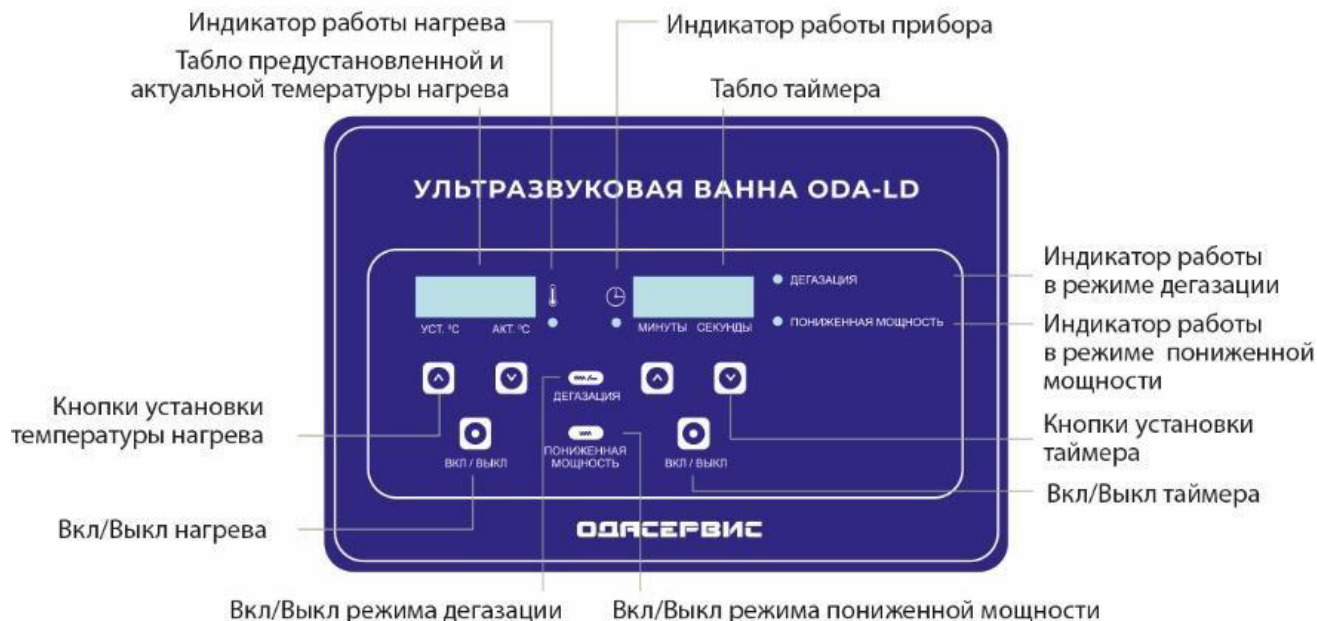 Индикатор работы нагрева
Индикатор работы прибора
Табло предустановленной и
актуальной темературы нагрева
Табло таймера
УЛЬТРАЗВУКОВАЯ ВАННА ODA-LD
УСТ. °C
АКТ. °C
МИНУТЫ
СЕКУНДЫ
ДЕГАЗАЦИЯ
ПОНИЖЕННАЯ МОЩНОСТЬ
Индикатор работы
в режиме дегазации
Индикатор работы
в режиме пониженной
мощности
ДЕГАЗАЦИЯ
Кнопки установки
температуры нагрева
ВКЛ / ВЫКЛ
ПОНИЖЕННАЯ
МОЩНОСТЬ
ВКЛ / ВЫКЛ
Кнопки установки
таймера
Вкл/Выкл таймера
Вкл/Выкл нагрева
ОДАСЕРВИС
Вкл/Выкл режима дегазации
Вкл/Выкл режима пониженной мощности